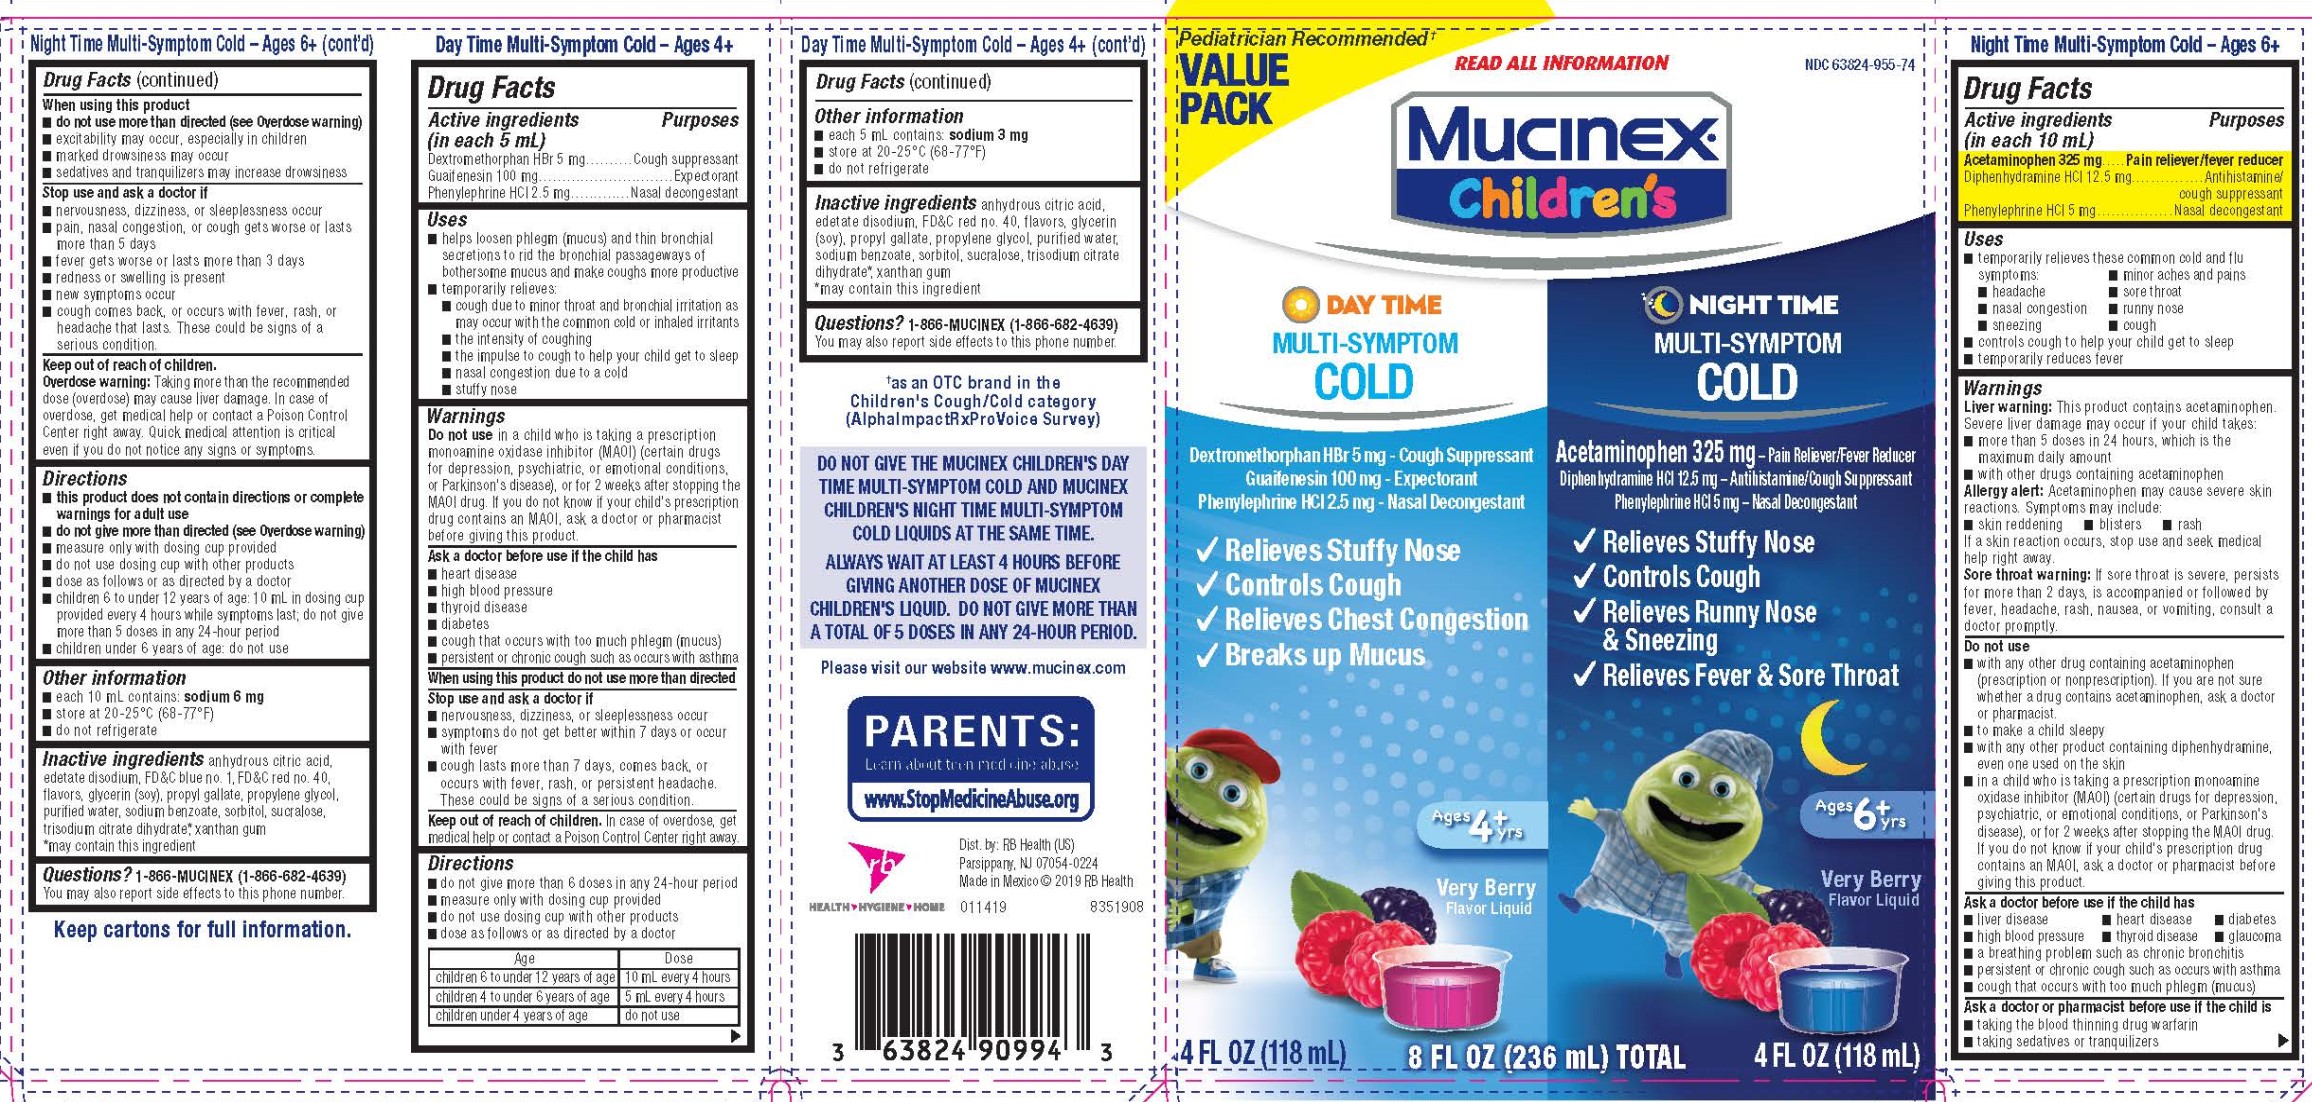 Night Time Multi-Symptom Cold – Ages 6+ (cont'd)
Drug Facts (continued)
When using this product
■ do not use more than directed (see Overdose warning)
■ excitability may occur, especially in children
■ marked drowsiness may occur
■ sedatives and tranquilizers may increase drowsiness
Stop use and ask a doctor if
■ nervousness, dizziness, or sleeplessness occur
■ pain, nasal congestion, or cough gets worse or lasts
more than 5 days
■ fever gets worse or lasts more than 3 days
■ redness or swelling is present
■ new symptoms occur
■ cough comes back, or occurs with fever, rash, or
headache that lasts. These could be signs of a
serious condition.
Keep out of reach of children.
Overdose warning: Taking more than the recommended
dose (overdose) may cause liver damage. In case of
overdose, get medical help or contact a Poison Control
Center right away. Quick medical attention is critical
even if you do not notice any signs or symptoms.
Directions
■ this product does not contain directions or complete
warnings for adult use
■ do not give more than directed (see Overdose warning)
■ measure only with dosing cup provided
■ do not use dosing cup with other products
■ dose as follows or as directed by a doctor
■ children 6 to under 12 years of age: 10 mL in dosing cup
provided every 4 hours while symptoms last; do not give
more than 5 doses in any 24-hour period
■ children under 6 years of age: do not use
Other information
■ each 10 mL contains: sodium 6 mg
■ store at 20-25°C (68-77°F)
■ do not refrigerate
Inactive ingredients anhydrous citric acid,
edetate disodium, FD&C blue no. 1, FD&C red no. 40,
flavors, glycerin (soy), propyl gallate, propylene glycol,
purified water, sodium benzoate, sorbitol, sucralose,
trisodium citrate dihydrate*, xanthan gum
*may contain this ingredient
Questions? 1-866-MUCINEX (1-866-682-4639)
You may also report side effects to this phone number.
Keep cartons for full information.
Day Time Multi-Symptom Cold – Ages 4+
Drug Facts
Active ingredients Purposes
(in each 5 mL)
Dextromethorphan HBr 5 mg..........Cough suppressant
Guaifenesin 100 mg............................Expectorant
Phenylephrine HCl 2.5 mg.............Nasal decongestant
Uses
■ helps loosen phlegm (mucus) and thin bronchial
secretions to rid the bronchial passageways of
bothersome mucus and make coughs more productive
■ temporarily relieves:
■ cough due to minor throat and bronchial irritation as
may occur with the common cold or inhaled irritants
■ the intensity of coughing
■ the impulse to cough to help your child get to sleep
■ nasal congestion due to a cold
■ stuffy nose
Warnings
Do not use in a child who is taking a prescription
monoamine oxidase inhibitor (MAOI) (certain drugs
for depression, psychiatric, or emotional conditions,
or Parkinson's disease), or for 2 weeks after stopping the
MAOI drug. If you do not know if your child's prescription
drug contains an MAOI, ask a doctor or pharmacist
before giving this product.
Ask a doctor before use if the child has
■ heart disease
■ high blood pressure
■ thyroid disease
■ diabetes
■ cough that occurs with too much phlegm (mucus)
■ persistent or chronic cough such as occurs with asthma
When using this product do not use more than directed
Stop use and ask a doctor if
■ nervousness, dizziness, or sleeplessness occur
■ symptoms do not get better within 7 days or occur
with fever
■ cough lasts more than 7 days, comes back, or
occurs with fever, rash, or persistent headache.
These could be signs of a serious condition.
Keep out of reach of children. In case of overdose, get
medical help or contact a Poison Control Center right away.
Directions
■ do not give more than 6 doses in any 24-hour period
■ measure only with dosing cup provided
■ do not use dosing cup with other products
■ dose as follows or as directed by a doctor
Age Dose
children 6 to under 12 years of age 10 mL every 4 hours
children 4 to under 6 years of age 5 mL every 4 hours
children under 4 years of age do not use
Day Time Multi-Symptom Cold – Ages 4+ (cont'd)
Drug Facts (continued)
Other information
■ each 5 mL contains: sodium 3 mg
■ store at 20-25°C (68-77°F)
■ do not refrigerate
Inactive ingredients anhydrous citric acid,
edetate disodium, FD&C red no. 40, flavors, glycerin
(soy), propyl gallate, propylene glycol, purified water,
sodium benzoate, sorbitol, sucralose, trisodium citrate
dihydrate*, xanthan gum
*may contain this ingredient
Questions? 1-866-MUCINEX (1-866-682-4639)
You may also report side effects to this phone number.
†as an OTC brand in the
Children's Cough/Cold category
(AlphaImpactRxProVoice Survey)
DO NOT GIVE THE MUCINEX CHILDREN'S DAY
TIME MULTI-SYMPTOM COLD AND MUCINEX
CHILDREN'S NIGHT TIME MULTI-SYMPTOM
COLD LIQUIDS AT THE SAME TIME.
ALWAYS WAIT AT LEAST 4 HOURS BEFORE
GIVING ANOTHER DOSE OF MUCINEX
CHILDREN'S LIQUID. DO NOT GIVE MORE THAN
A TOTAL OF 5 DOSES IN ANY 24-HOUR PERIOD.
Please visit our website www.mucinex.com
PARENTS:
Learn about teen medicine abuse
www.StopMedicineAbuse.org
rb
HEALTH ♥ HYGIENE ♥ HOME
Dist. by: RB Health (US)
Parsippany, NJ 07054-0224
Made in Mexico © 2019 RB Health
011419 8351908
3 63824 90994 3
Pediatrician Recommended†
VALUE
PACK
READ ALL INFORMATION
NDC 63824-955-74
Mucinex
Children's
DAY TIME
MULTI-SYMPTOM
COLD
Dextromethorphan HBr 5 mg - Cough Suppressant
Guaifenesin 100 mg - Expectorant
Phenylephrine HCl 2.5 mg - Nasal Decongestant
✓ Relieves Stuffy Nose
✓ Controls Cough
✓ Relieves Chest Congestion
✓ Breaks up Mucus
Ages 4+ yrs
Very Berry
Flavor Liquid
4 FL OZ (118 mL)
8 FL OZ (236 mL) TOTAL
NIGHT TIME
MULTI-SYMPTOM
COLD
Acetaminophen 325 mg – Pain Reliever/Fever Reducer
Diphenhydramine HCl 12.5 mg – Antihistamine/Cough Suppressant
Phenylephrine HCl 5 mg – Nasal Decongestant
✓ Relieves Stuffy Nose
✓ Controls Cough
✓ Relieves Runny Nose
& Sneezing
✓ Relieves Fever & Sore Throat
Ages 6+ yrs
Very Berry
Flavor Liquid
4 FL OZ (118 mL)
Night Time Multi-Symptom Cold – Ages 6+
Drug Facts
Active ingredients Purposes
(in each 10 mL)
Acetaminophen 325 mg.....Pain reliever/fever reducer
Diphenhydramine HCl 12.5 mg...............Antihistamine/
cough suppressant
Phenylephrine HCl 5 mg................Nasal decongestant
Uses
■ temporarily relieves these common cold and flu
symptoms: ■ minor aches and pains
■ headache ■ sore throat
■ nasal congestion ■ runny nose
■ sneezing ■ cough
■ controls cough to help your child get to sleep
■ temporarily reduces fever
Warnings
Liver warning: This product contains acetaminophen.
Severe liver damage may occur if your child takes:
■ more than 5 doses in 24 hours, which is the
maximum daily amount
■ with other drugs containing acetaminophen
Allergy alert: Acetaminophen may cause severe skin
reactions. Symptoms may include:
■ skin reddening ■ blisters ■ rash
If a skin reaction occurs, stop use and seek medical
help right away.
Sore throat warning: If sore throat is severe, persists
for more than 2 days, is accompanied or followed by
fever, headache, rash, nausea, or vomiting, consult a
doctor promptly.
Do not use
■ with any other drug containing acetaminophen
(prescription or nonprescription). If you are not sure
whether a drug contains acetaminophen, ask a doctor
or pharmacist.
■ to make a child sleepy
■ with any other product containing diphenhydramine,
even one used on the skin
■ in a child who is taking a prescription monoamine
oxidase inhibitor (MAOI) (certain drugs for depression,
psychiatric, or emotional conditions, or Parkinson's
disease), or for 2 weeks after stopping the MAOI drug.
If you do not know if your child's prescription drug
contains an MAOI, ask a doctor or pharmacist before
giving this product.
Ask a doctor before use if the child has
■ liver disease ■ heart disease ■ diabetes
■ high blood pressure ■ thyroid disease ■ glaucoma
■ a breathing problem such as chronic bronchitis
■ persistent or chronic cough such as occurs with asthma
■ cough that occurs with too much phlegm (mucus)
Ask a doctor or pharmacist before use if the child is
■ taking the blood thinning drug warfarin
■ taking sedatives or tranquilizers